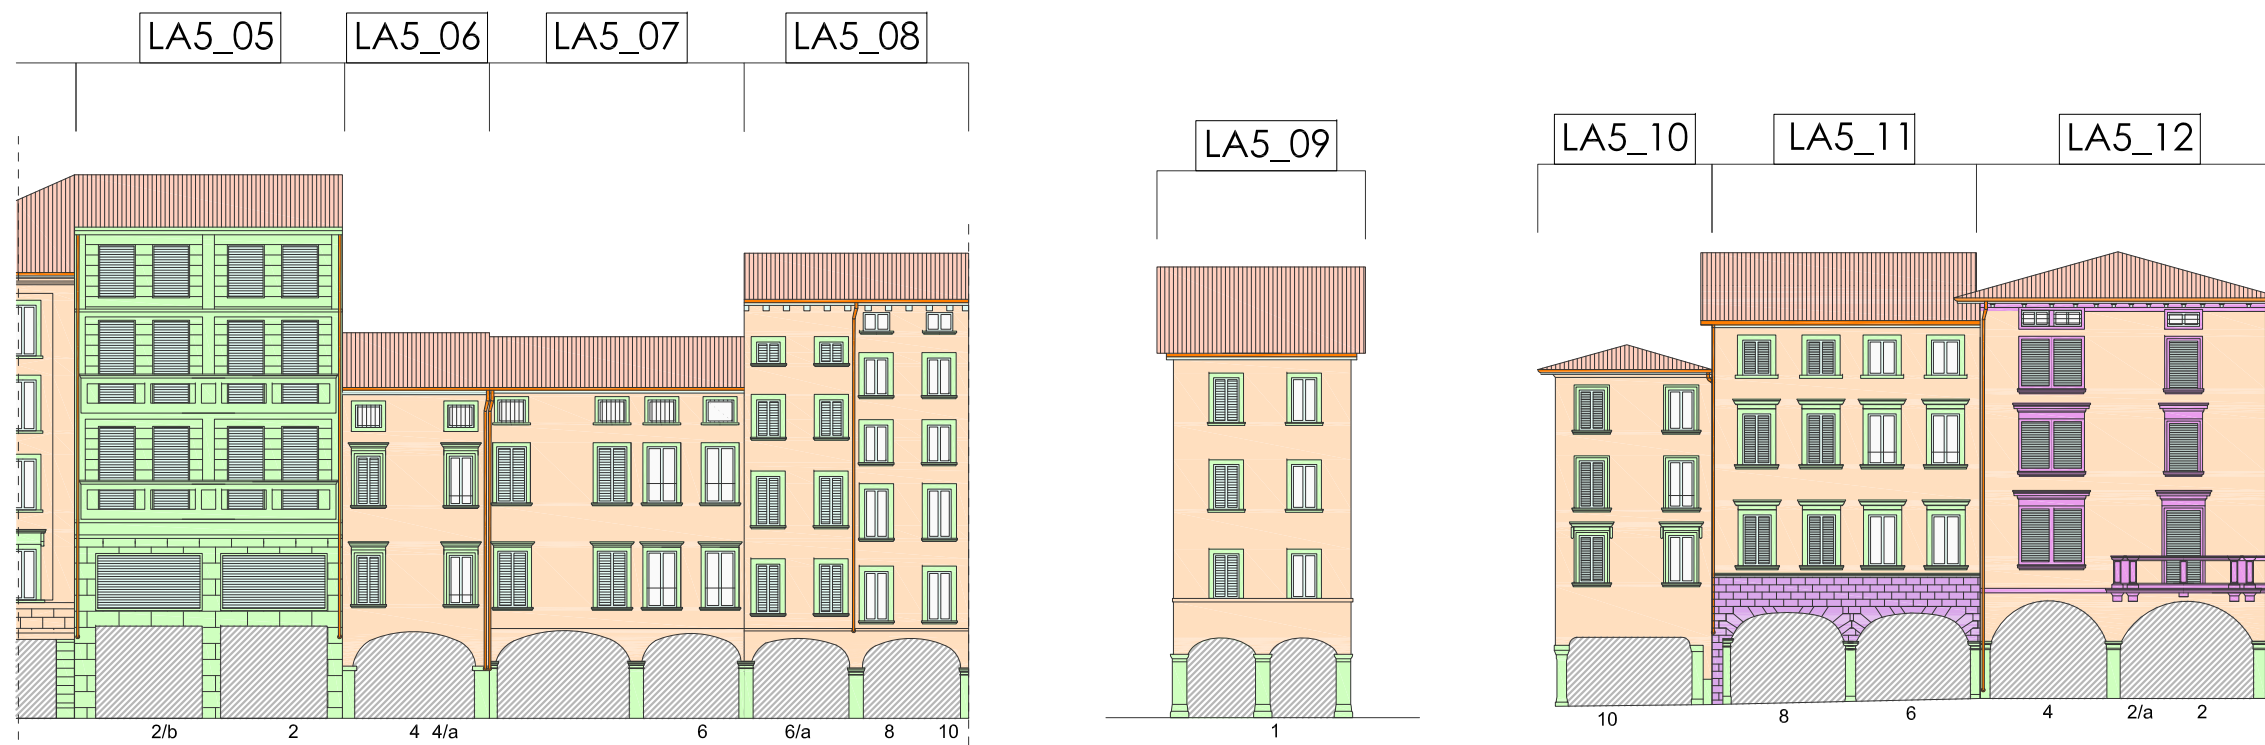 LA5_05 LA5_06 LA5_07 LA5_08
LA5_09 LA5_10 LA5_11 LA5_12
2/b 2 4 4/a 6 6/a 8 10
1
10 8 6 4 2/a 2